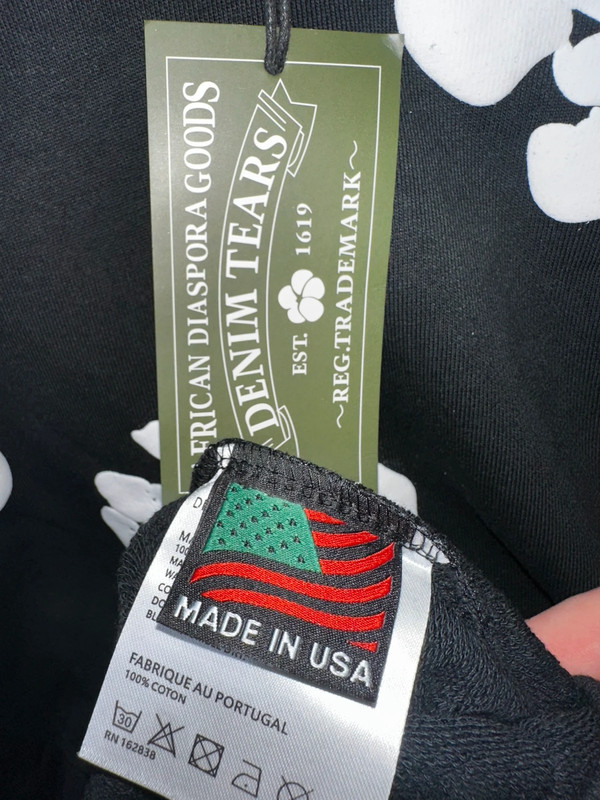 AFRICAN DIASPORA GOODS
DENIM TEARS
EST. 1619
~REG.TRADEMARK~
MADE IN USA
FABRIQUE AU PORTUGAL
100% COTON
30
RN 162838